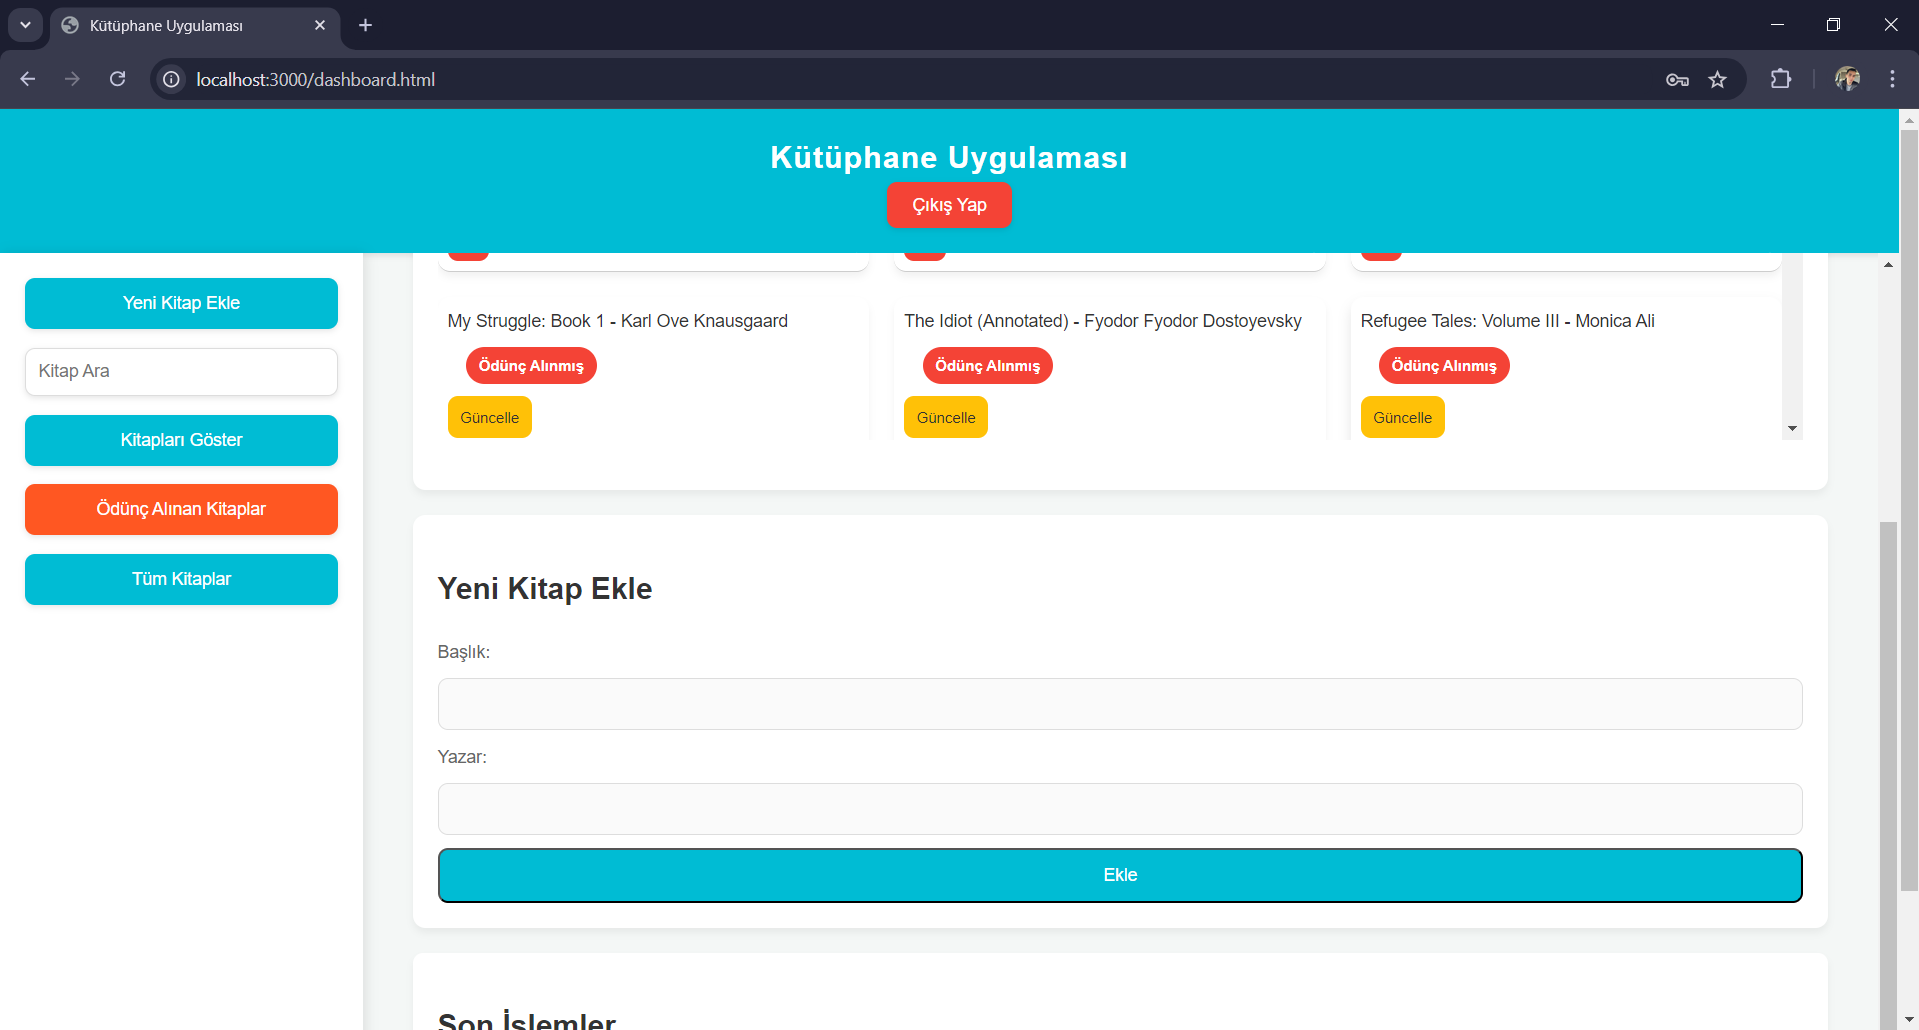 Kütüphane Uygulaması
localhost:3000/dashboard.html
Kütüphane Uygulaması
Çıkış Yap
Yeni Kitap Ekle
Kitap Ara
Kitapları Göster
Ödünç Alınan Kitaplar
Tüm Kitaplar
My Struggle: Book 1 - Karl Ove Knausgaard
Ödünç Alınmış
Güncelle
The Idiot (Annotated) - Fyodor Fyodor Dostoyevsky
Ödünç Alınmış
Güncelle
Refugee Tales: Volume III - Monica Ali
Ödünç Alınmış
Güncelle
Yeni Kitap Ekle
Başlık:
Yazar:
Ekle
Son İşlemler